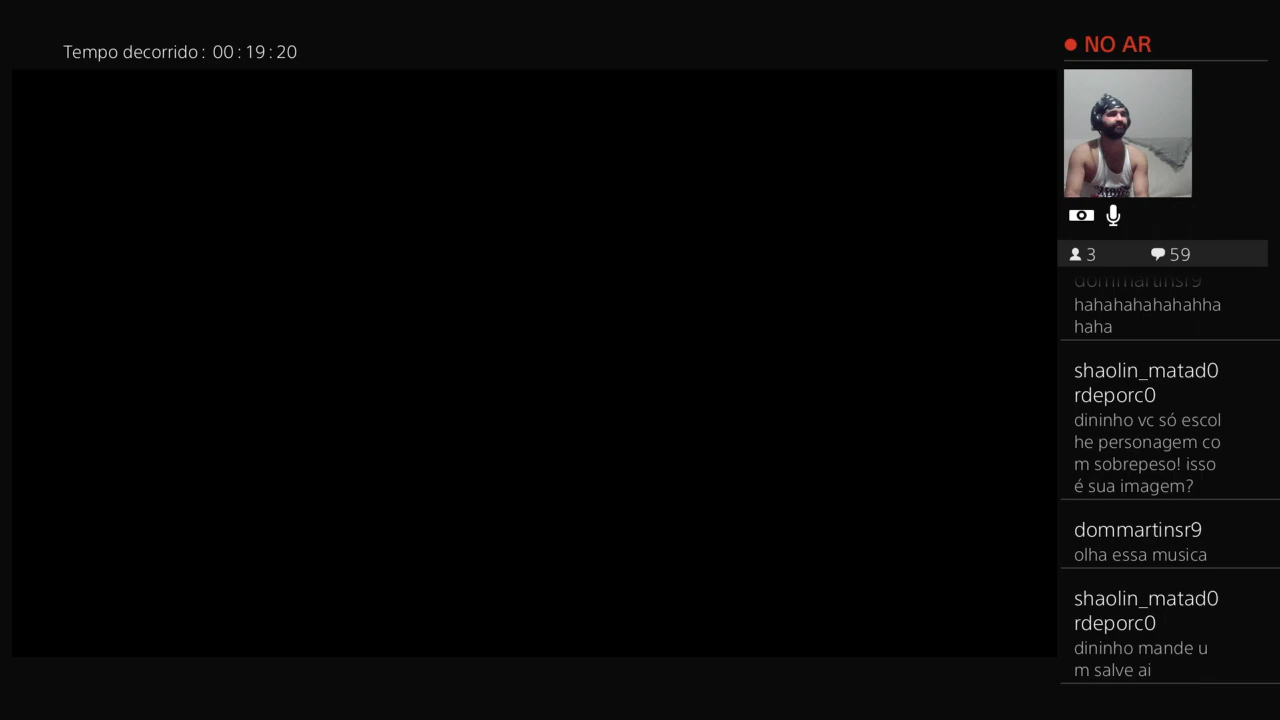 Tempo decorrido : 00 : 19 : 20
NO AR
3 59
dommartinsr9
hahahahahahahha
haha
shaolin_matad0
rdeporc0
dininho vc só escol
he personagem co
m sobrepeso! isso
é sua imagem?
dommartinsr9
olha essa musica
shaolin_matad0
rdeporc0
dininho mande u
m salve ai